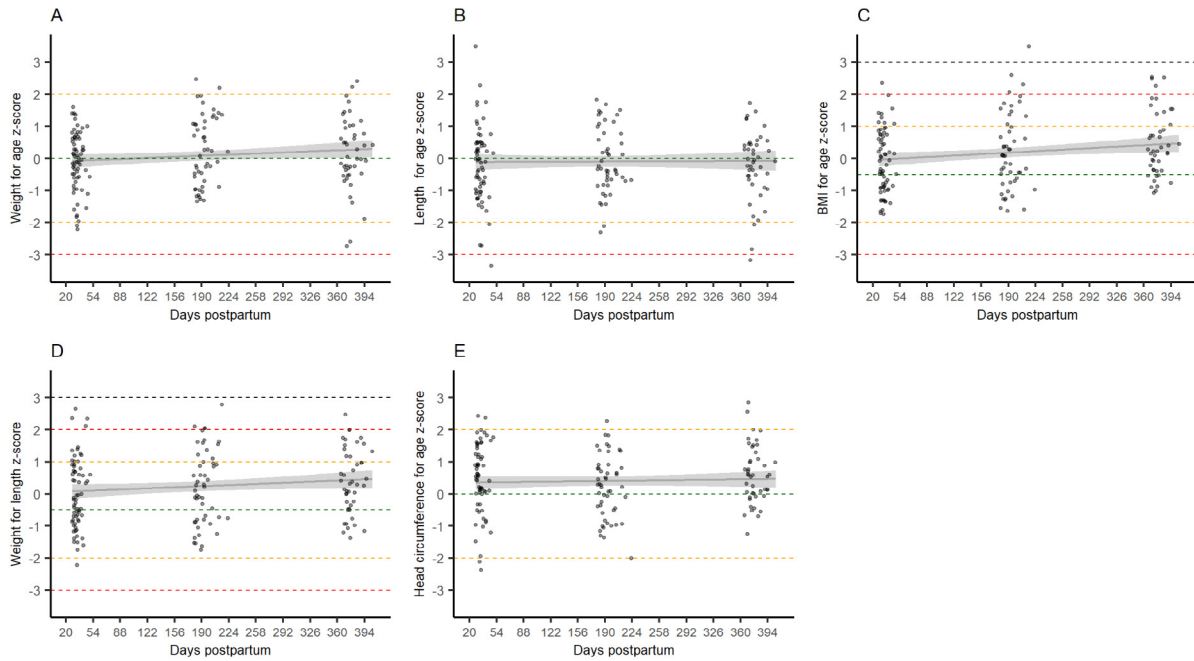 A
Weight for age z-score
3
2
1
0
-1
-2
-3
20 54 88 122 156 190 224 258 292 326 360 394
Days postpartum
B
Length for age z-score
3
2
1
0
-1
-2
-3
20 54 88 122 156 190 224 258 292 326 360 394
Days postpartum
C
BMI for age z-score
3
2
1
0
-1
-2
-3
20 54 88 122 156 190 224 258 292 326 360 394
Days postpartum
D
Weight for length z-score
3
2
1
0
-1
-2
-3
20 54 88 122 156 190 224 258 292 326 360 394
Days postpartum
E
Head circumference for age z-score
3
2
1
0
-1
-2
-3
20 54 88 122 156 190 224 258 292 326 360 394
Days postpartum